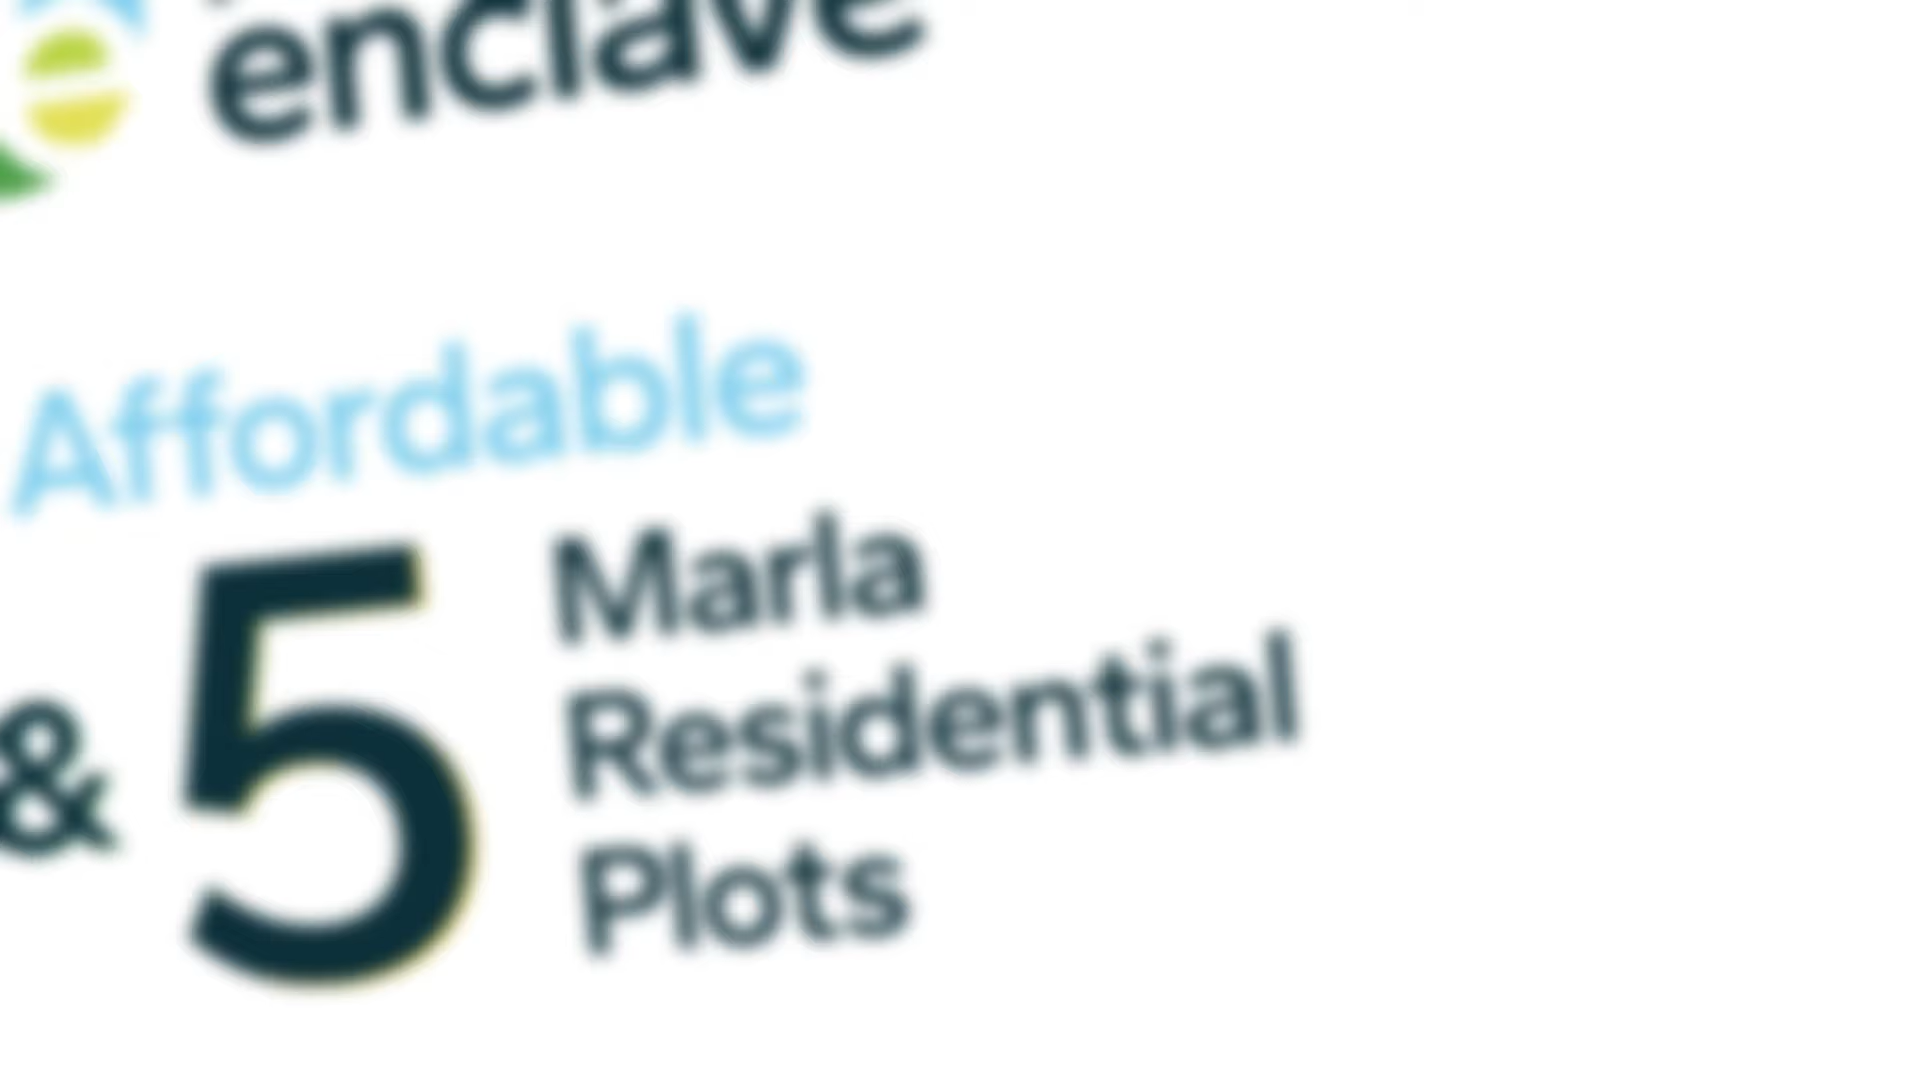 enclave
Affordable
& 5 Marla
Residential
Plots